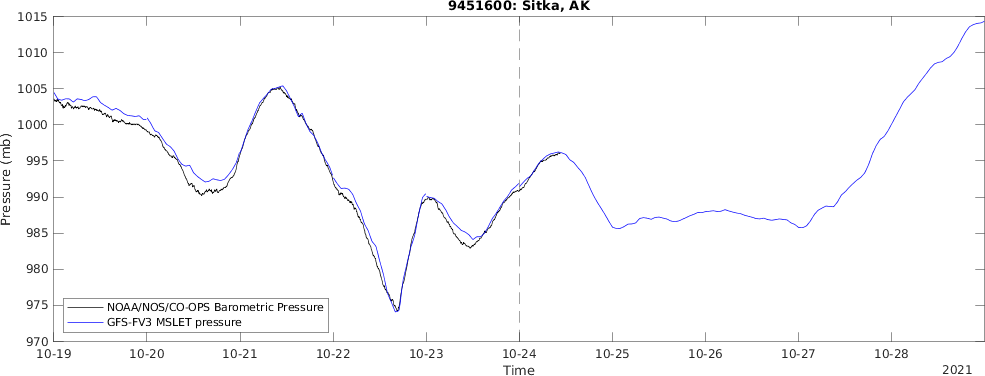 9451600: Sitka, AK
Pressure (mb)
1015
1010
1005
1000
995
990
985
980
975
970
NOAA/NOS/CO-OPS Barometric Pressure
GFS-FV3 MSLET pressure
10-19 10-20 10-21 10-22 10-23 10-24 10-25 10-26 10-27 10-28
Time
2021